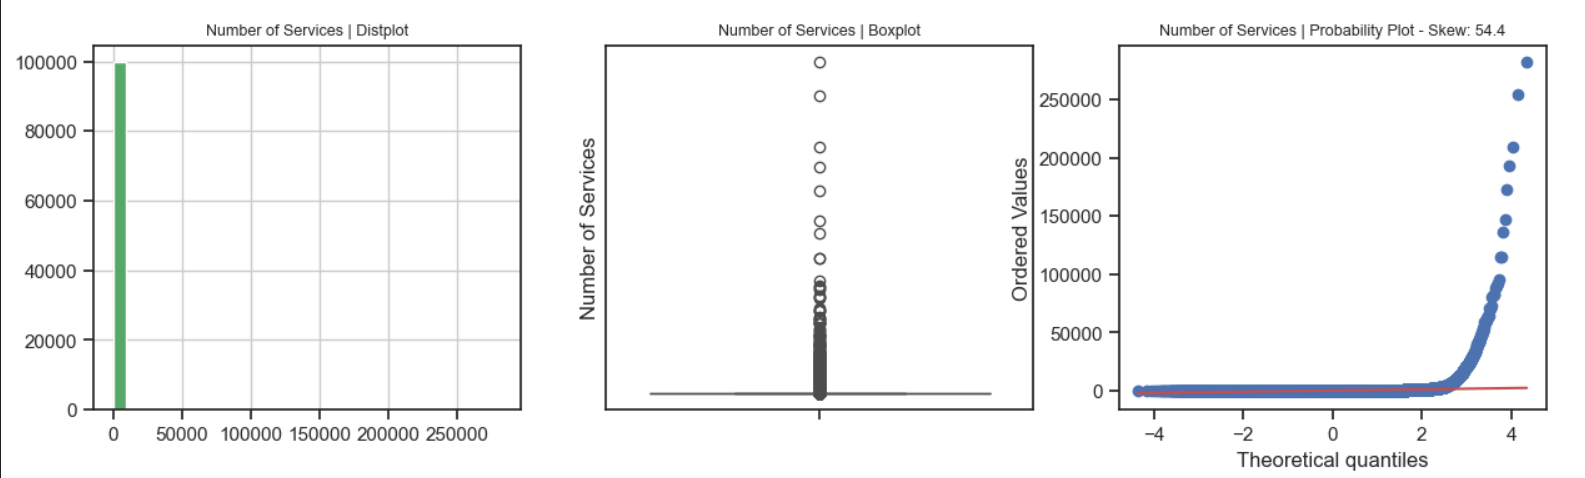 Number of Services | Distplot
100000
80000
60000
40000
20000
0
0 50000 100000 150000 200000 250000
Number of Services | Boxplot
Number of Services
Number of Services | Probability Plot - Skew: 54.4
Ordered Values
250000
200000
150000
100000
50000
0
−4 −2 0 2 4
Theoretical quantiles